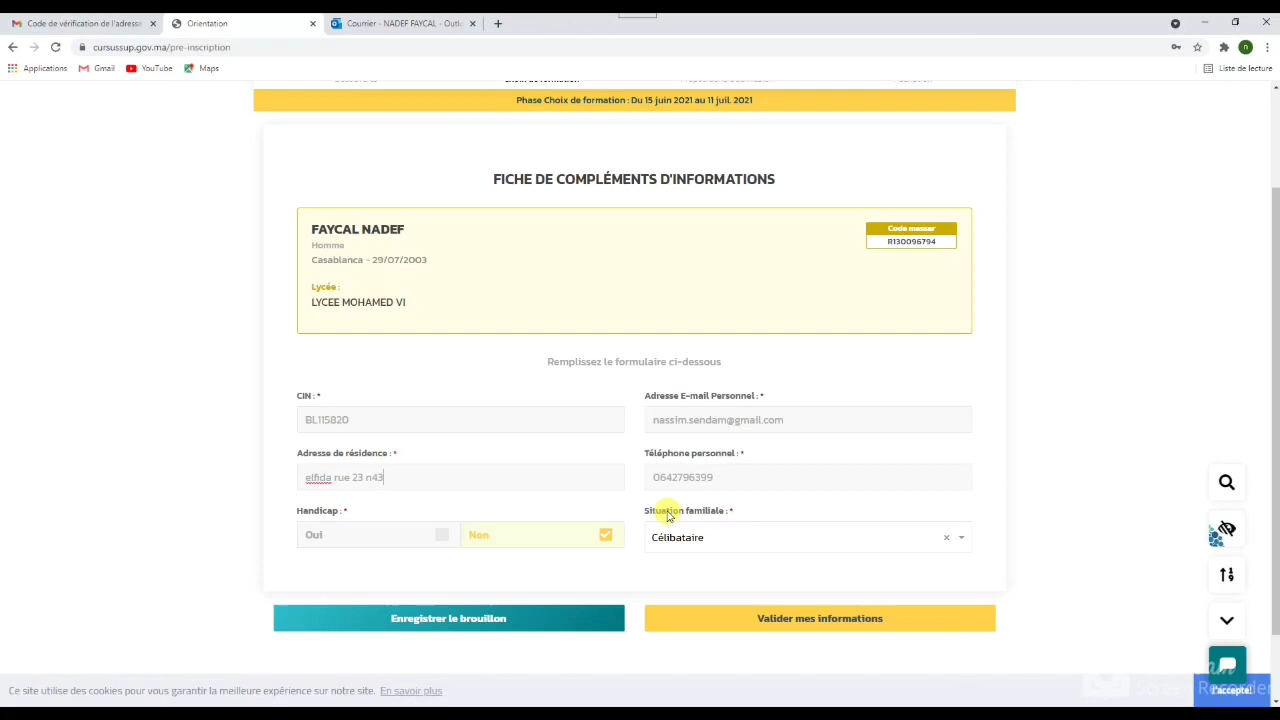 Code de vérification de l'adresse
Orientation
Courrier - NADEF FAYCAL - Outlo
cursussup.gov.ma/pre-inscription
n
Applications
Gmail
YouTube
Maps
Liste de lecture
Phase Choix de formation : Du 15 juin 2021 au 11 juil. 2021
FICHE DE COMPLÉMENTS D'INFORMATIONS
FAYCAL NADEF
Homme
Casablanca - 29/07/2003
Code massar
R130096794
Lycée :
LYCEE MOHAMED VI
Remplissez le formulaire ci-dessous
CIN : *
Adresse E-mail Personnel : *
BL115820
nassim.sendam@gmail.com
Adresse de résidence : *
Téléphone personnel : *
elfida rue 23 n43
0642796399
Handicap : *
Situation familiale : *
Oui
Non
Célibataire
Enregistrer le brouillon
Valider mes informations
Ce site utilise des cookies pour vous garantir la meilleure expérience sur notre site. En savoir plus
J'accepte!